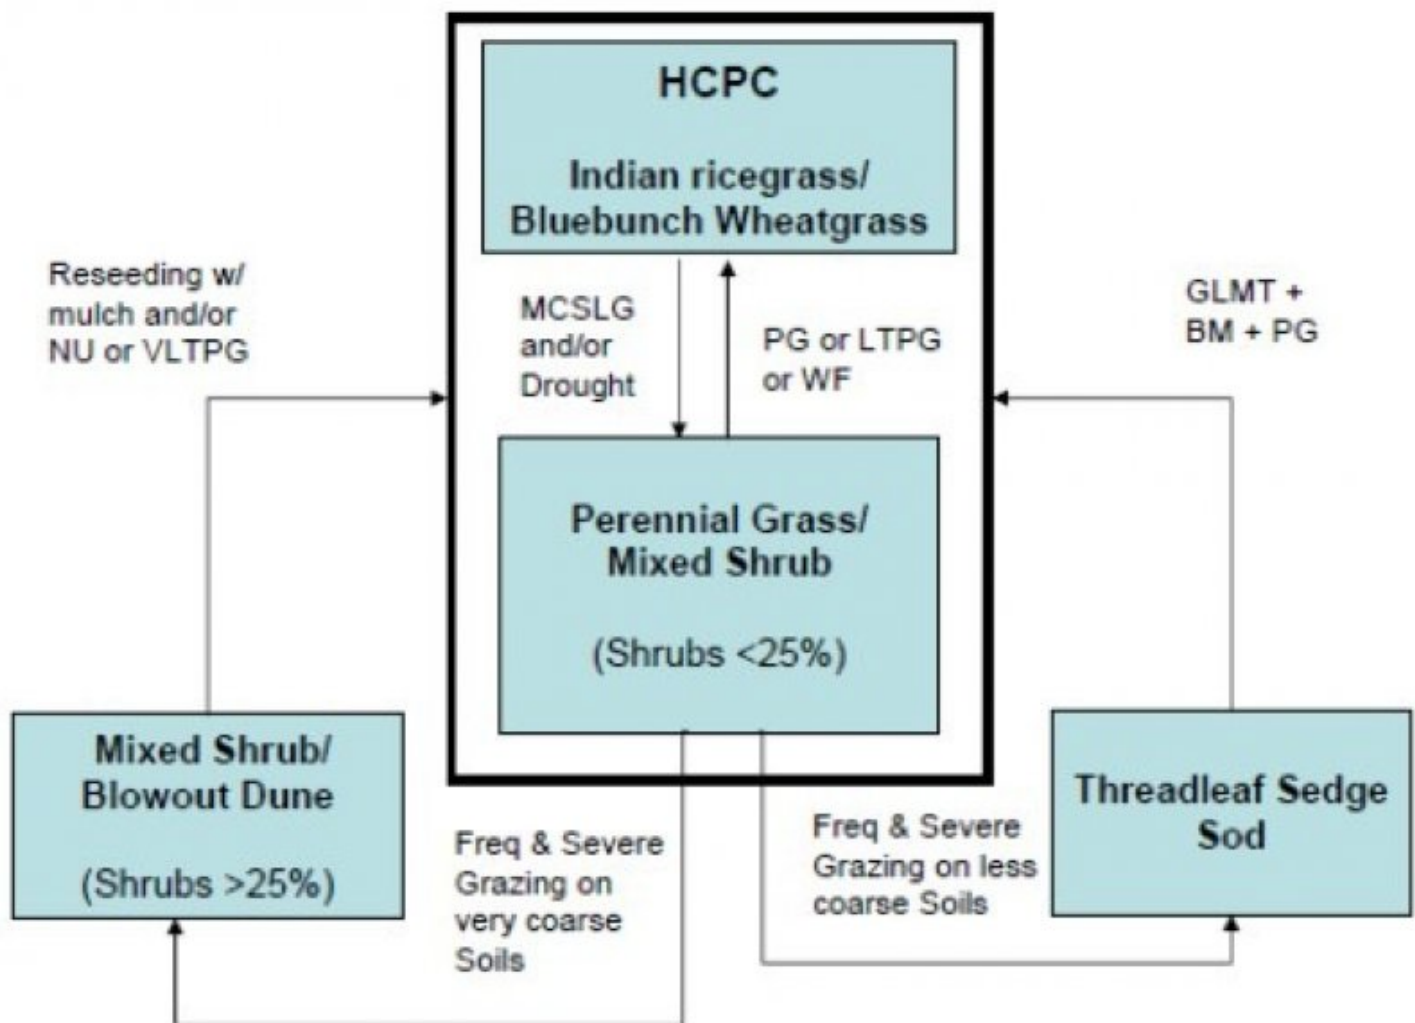 HCPC
Indian ricegrass/
Bluebunch Wheatgrass
Reseeding w/
mulch and/or
NU or VLTPG
MCSLG
and/or
Drought
PG or LTPG
or WF
GLMT +
BM + PG
Perennial Grass/
Mixed Shrub
(Shrubs <25%)
Mixed Shrub/
Blowout Dune
(Shrubs >25%)
Freq & Severe
Grazing on
very coarse
Soils
Freq & Severe
Grazing on less
coarse Soils
Threadleaf Sedge
Sod